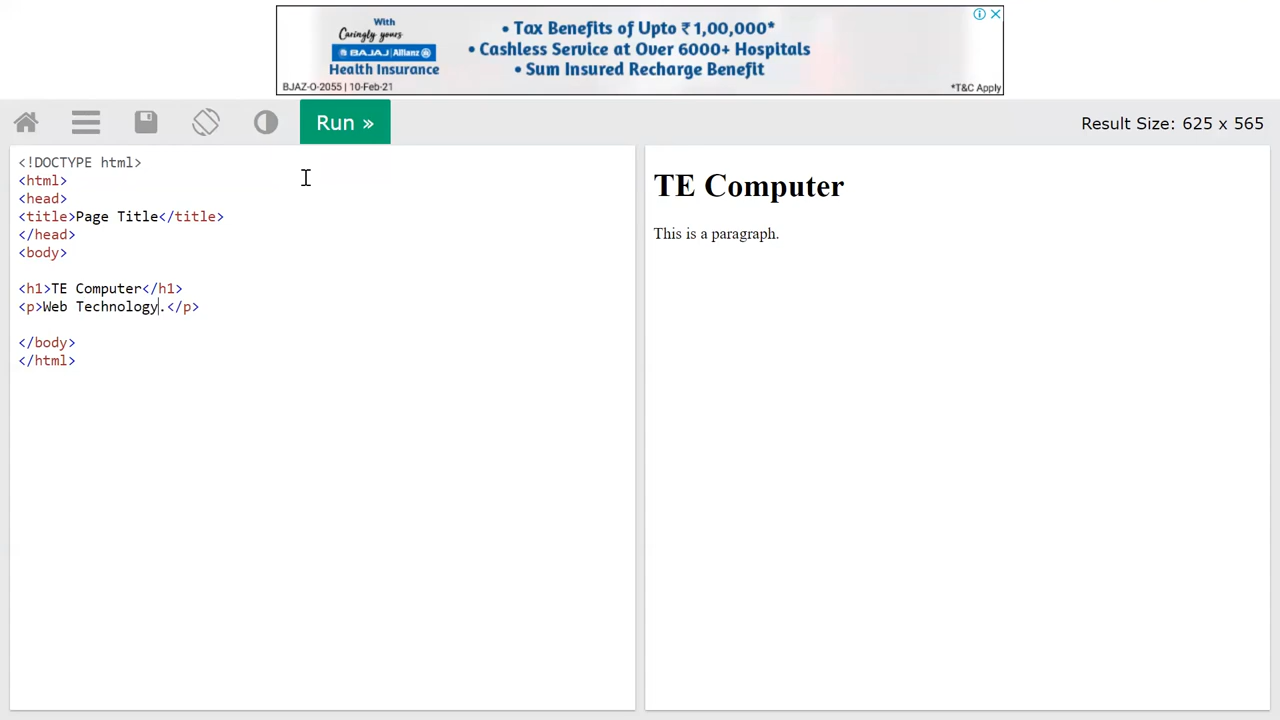 With
Caringly yours
BAJAJ | Allianz
Health Insurance
BJAZ-O-2055 | 10-Feb-21
• Tax Benefits of Upto ₹ 1,00,000*
• Cashless Service at Over 6000+ Hospitals
• Sum Insured Recharge Benefit
*T&C Apply
Run »
Result Size: 625 x 565
<!DOCTYPE html>
<html>
<head>
<title>Page Title</title>
</head>
<body>
<h1>TE Computer</h1>
<p>Web Technology.</p>
</body>
</html>
TE Computer
This is a paragraph.